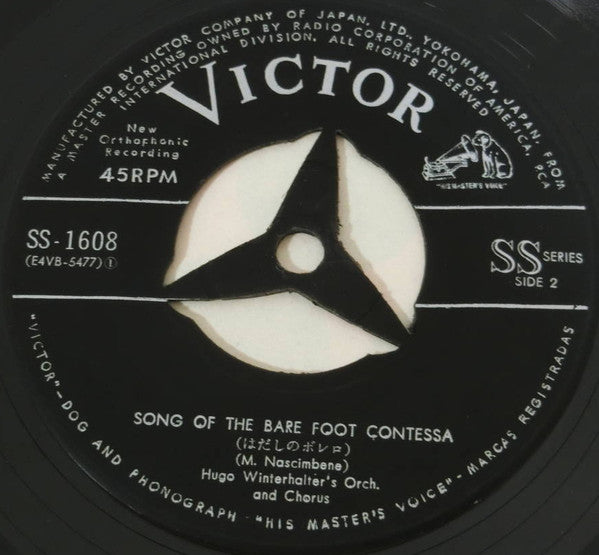 MANUFACTURED BY VICTOR COMPANY OF JAPAN, LTD., YOKOHAMA, JAPAN, FROM
A MASTER RECORDING OWNED BY RADIO CORPORATION OF AMERICA, RCA
INTERNATIONAL DIVISION. ALL RIGHTS RESERVED
VICTOR
New
Orthophonic
Recording
45RPM
"HIS MASTER'S VOICE"
SS-1608
(E4VB-5477)①
SS SERIES
SIDE 2
SONG OF THE BARE FOOT CONTESSA
(はだしのボレロ)
(M. Nascimbene)
Hugo Winterhalter's Orch.
and Chorus
"VICTOR"-DOG AND PHONOGRAPH-"HIS MASTER'S VOICE"-MARCAS REGISTRADAS